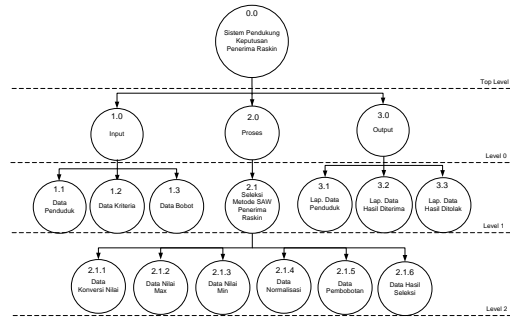 0.0
Sistem Pendukung
Keputusan
Penerima Raskin
Top Level
1.0
Input
2.0
Proses
3.0
Output
Level 0
1.1
Data
Penduduk
1.2
Data Kriteria
1.3
Data Bobot
2.1
Seleksi
Metode SAW
Penerima
Raskin
3.1
Lap. Data
Penduduk
3.2
Lap. Data
Hasil Diterima
3.3
Lap. Data
Hasil Ditolak
Level 1
2.1.1
Data
Konversi Nilai
2.1.2
Data Nilai
Max
2.1.3
Data Nilai
Min
2.1.4
Data
Normalisasi
2.1.5
Data
Pembobotan
2.1.6
Data Hasil
Seleksi
Level 2